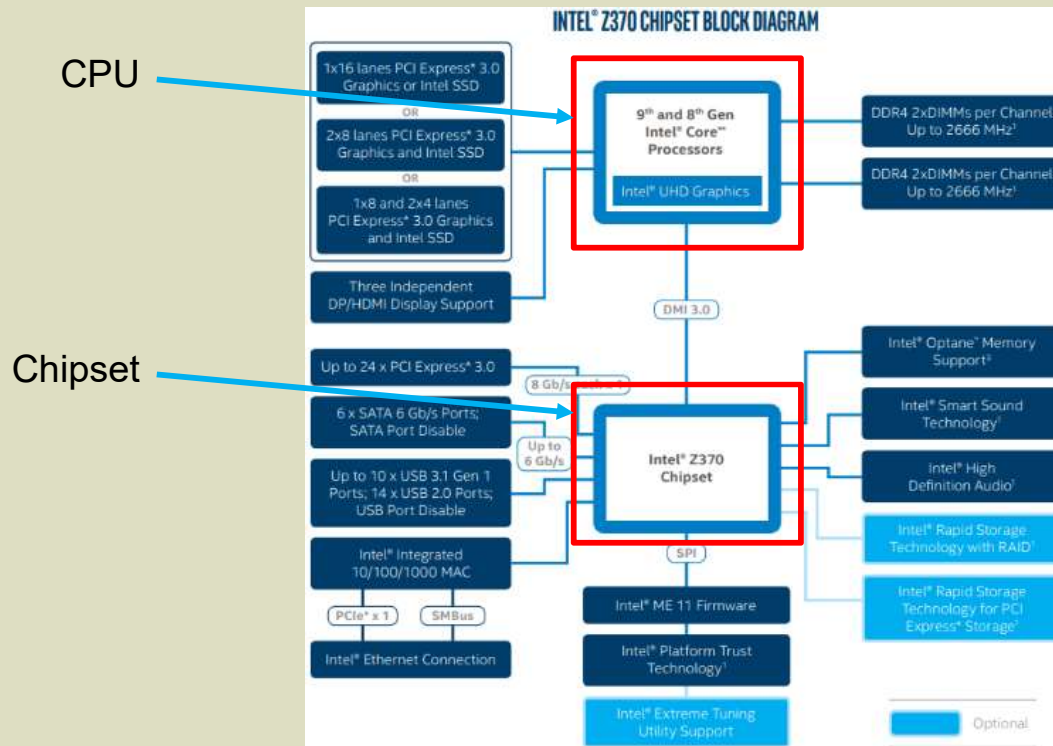 INTEL® Z370 CHIPSET BLOCK DIAGRAM
CPU
1x16 lanes PCI Express* 3.0
Graphics or Intel SSD
OR
2x8 lanes PCI Express* 3.0
Graphics and Intel SSD
OR
1x8 and 2x4 lanes
PCI Express* 3.0 Graphics
and Intel SSD
Three Independent
DP/HDMI Display Support
9th and 8th Gen
Intel® Core™
Processors
Intel® UHD Graphics
DDR4 2xDIMMs per Channel
Up to 2666 MHz¹
DDR4 2xDIMMs per Channel
Up to 2666 MHz¹
DMI 3.0
Chipset
Up to 24 x PCI Express* 3.0
8 Gb/s
6 x SATA 6 Gb/s Ports;
SATA Port Disable
Up to
6 Gb/s
Up to 10 x USB 3.1 Gen 1
Ports; 14 x USB 2.0 Ports;
USB Port Disable
Intel® Integrated
10/100/1000 MAC
PCIe* x 1
SMBus
Intel® Ethernet Connection
Intel® Z370
Chipset
SPI
Intel® ME 11 Firmware
Intel® Platform Trust
Technology¹
Intel® Extreme Tuning
Utility Support
Intel® Optane™ Memory
Support
Intel® Smart Sound
Technology
Intel® High
Definition Audio
Intel® Rapid Storage
Technology with RAID
Intel® Rapid Storage
Technology for PCI
Express* Storage
Optional